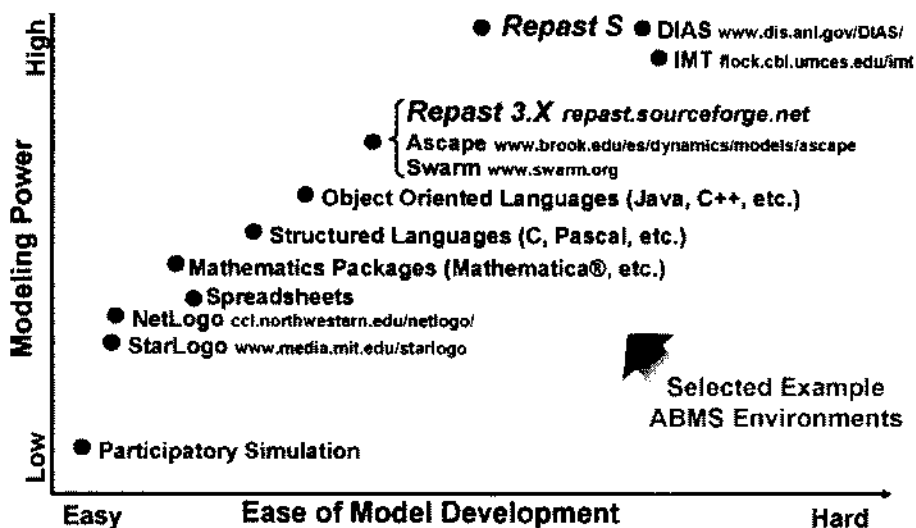 High
Repast S
DIAS www.dis.anl.gov/DIAS/
IMT flock.cbl.umces.edu/imt
Repast 3.X repast.sourceforge.net
Ascape www.brook.edu/es/dynamics/models/ascape
Swarm www.swarm.org
Object Oriented Languages (Java, C++, etc.)
Structured Languages (C, Pascal, etc.)
Mathematics Packages (Mathematica®, etc.)
Spreadsheets
NetLogo ccl.northwestern.edu/netlogo/
StarLogo www.media.mit.edu/starlogo
Modeling Power
Selected Example
ABMS Environments
Participatory Simulation
Low
Easy
Ease of Model Development
Hard